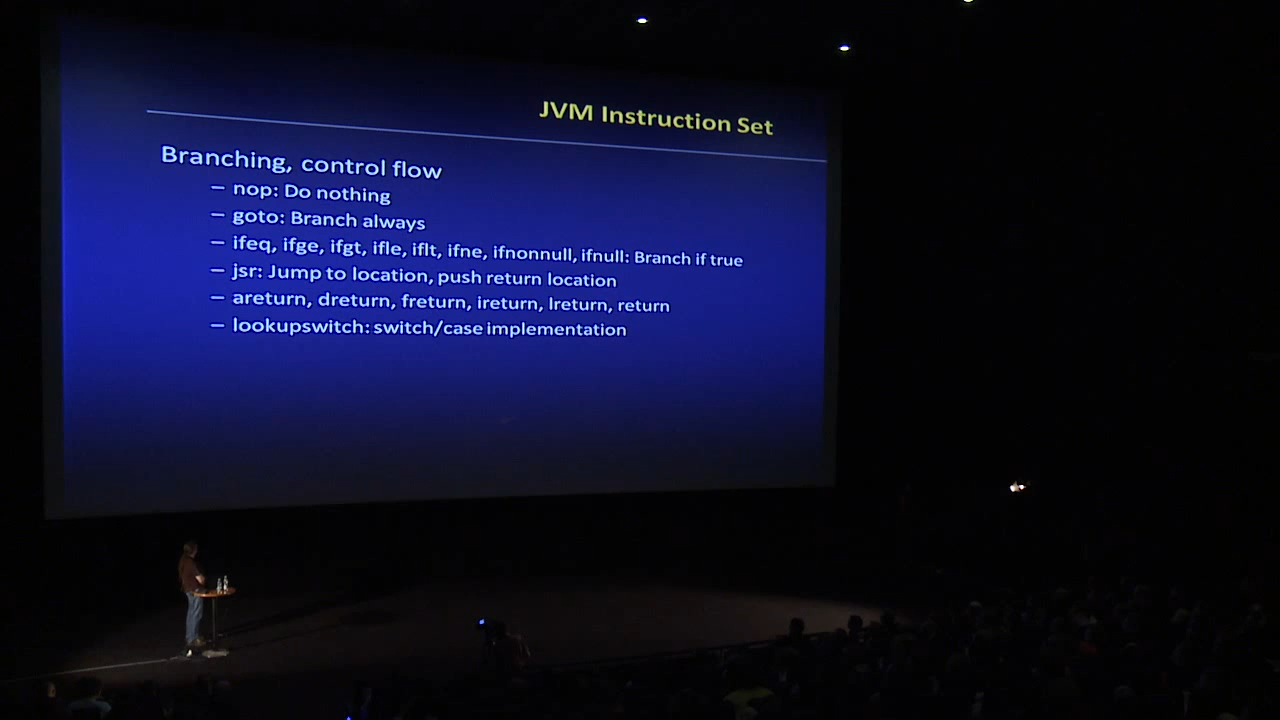 JVM Instruction Set
Branching, control flow
– nop: Do nothing
– goto: Branch always
– ifeq, ifge, ifgt, ifle, iflt, ifne, ifnonnull, ifnull: Branch if true
– jsr: Jump to location, push return location
– areturn, dreturn, freturn, ireturn, lreturn, return
– lookupswitch: switch/case implementation